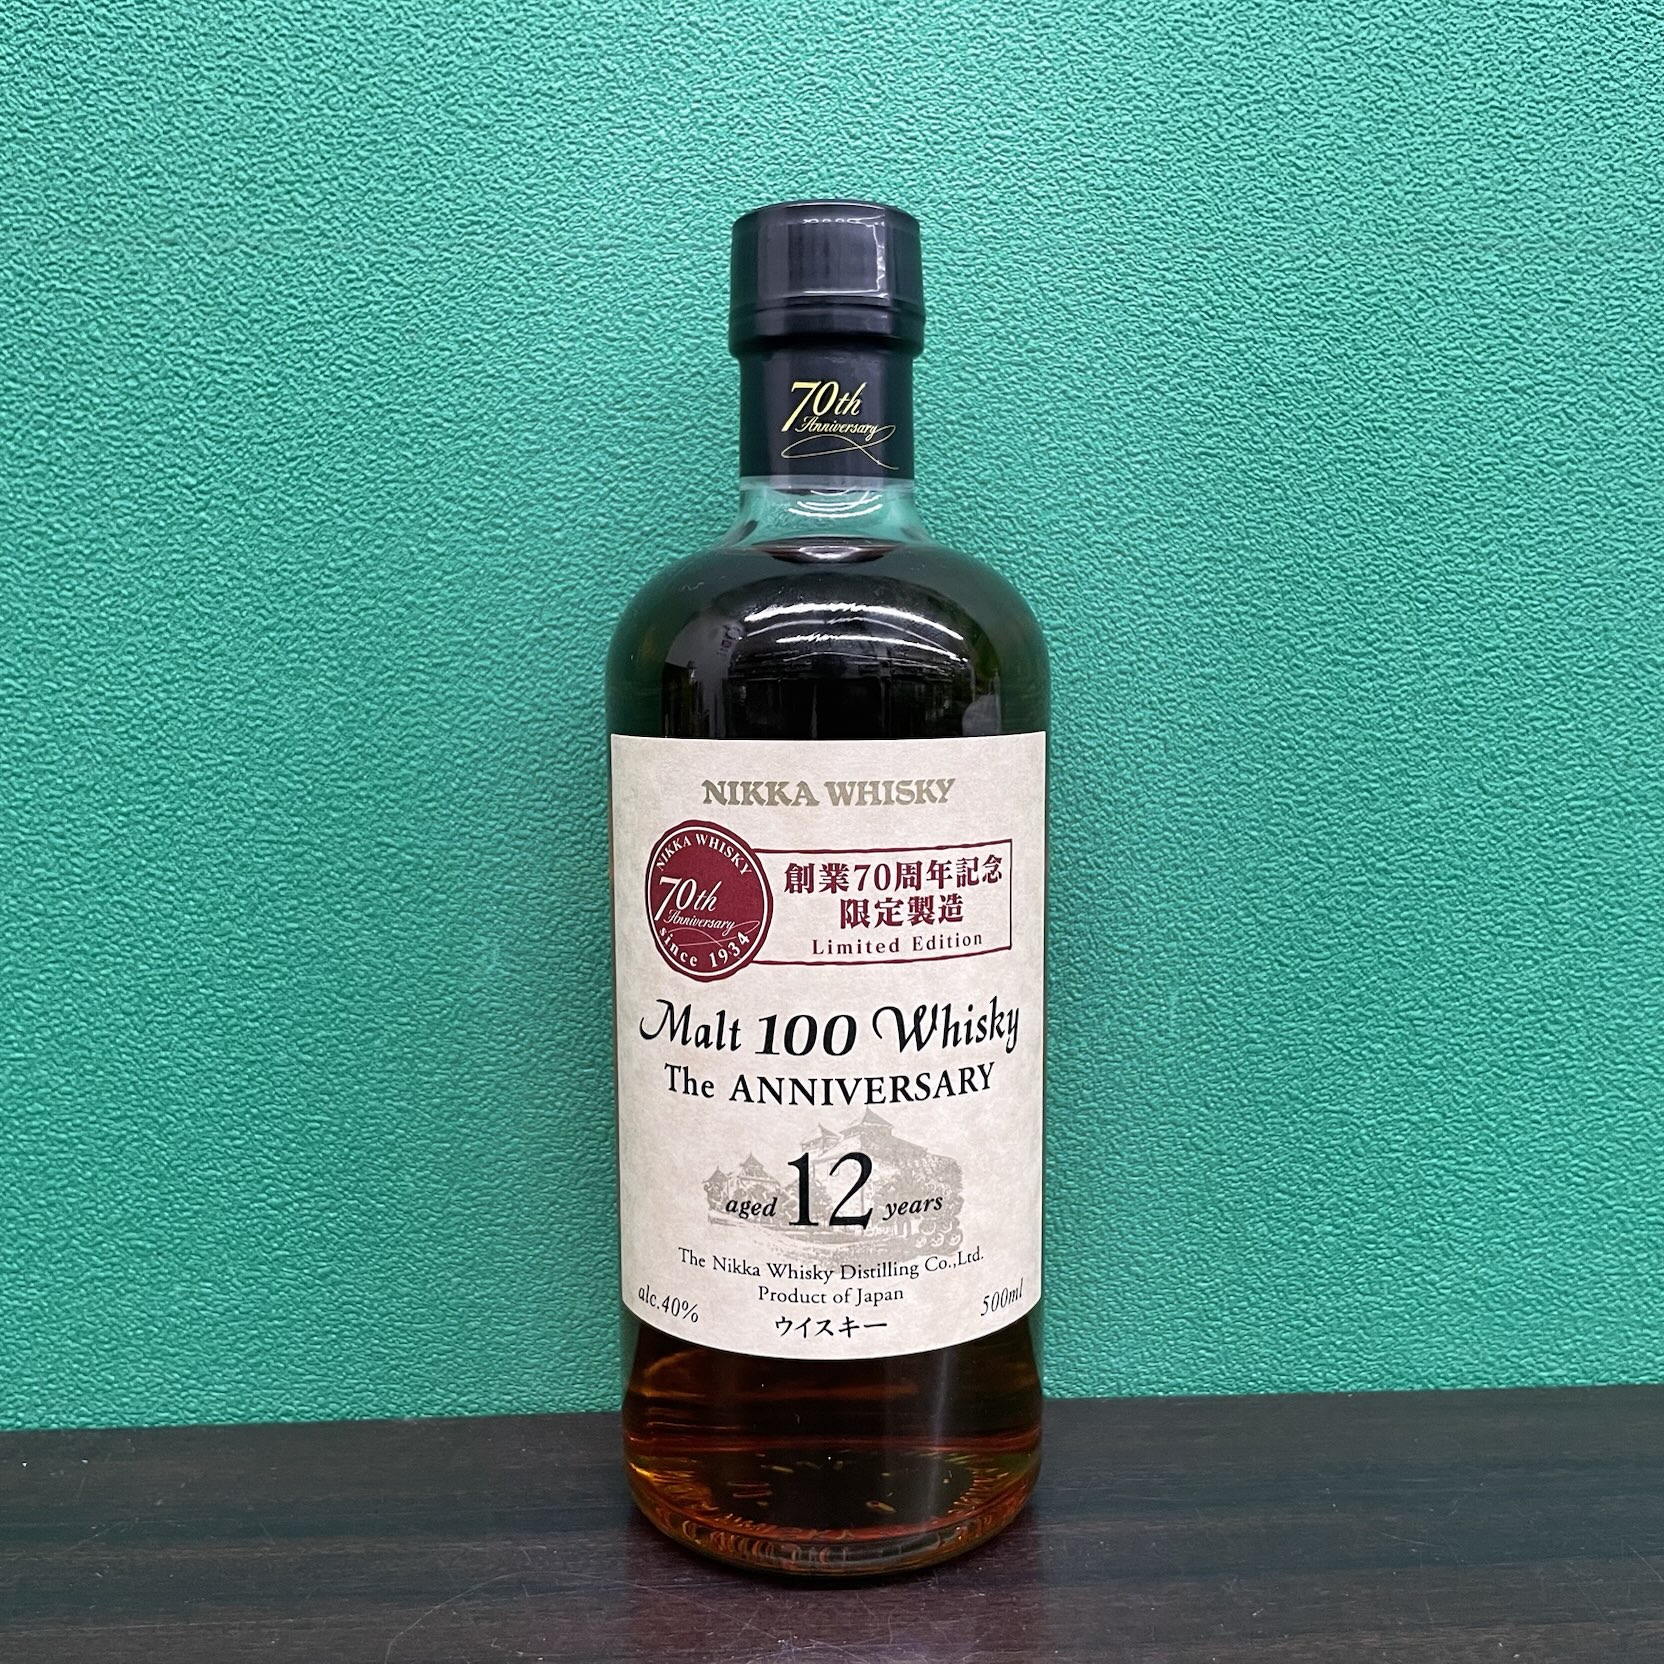 70th
Anniversary
NIKKA WHISKY
NIKKA WHISKY
70th
Anniversary
since 1934
創業70周年記念
限定製造
Limited Edition
Malt 100 Whisky
The ANNIVERSARY
aged 12 years
The Nikka Whisky Distilling Co.,Ltd.
Product of Japan
alc.40%
ウイスキー
500ml